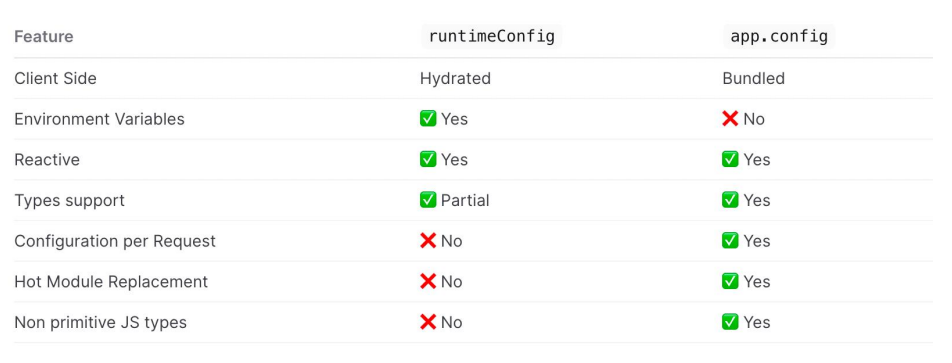 Feature runtimeConfig app.config
Client Side Hydrated Bundled
Environment Variables ✅ Yes ❌ No
Reactive ✅ Yes ✅ Yes
Types support ✅ Partial ✅ Yes
Configuration per Request ❌ No ✅ Yes
Hot Module Replacement ❌ No ✅ Yes
Non primitive JS types ❌ No ✅ Yes